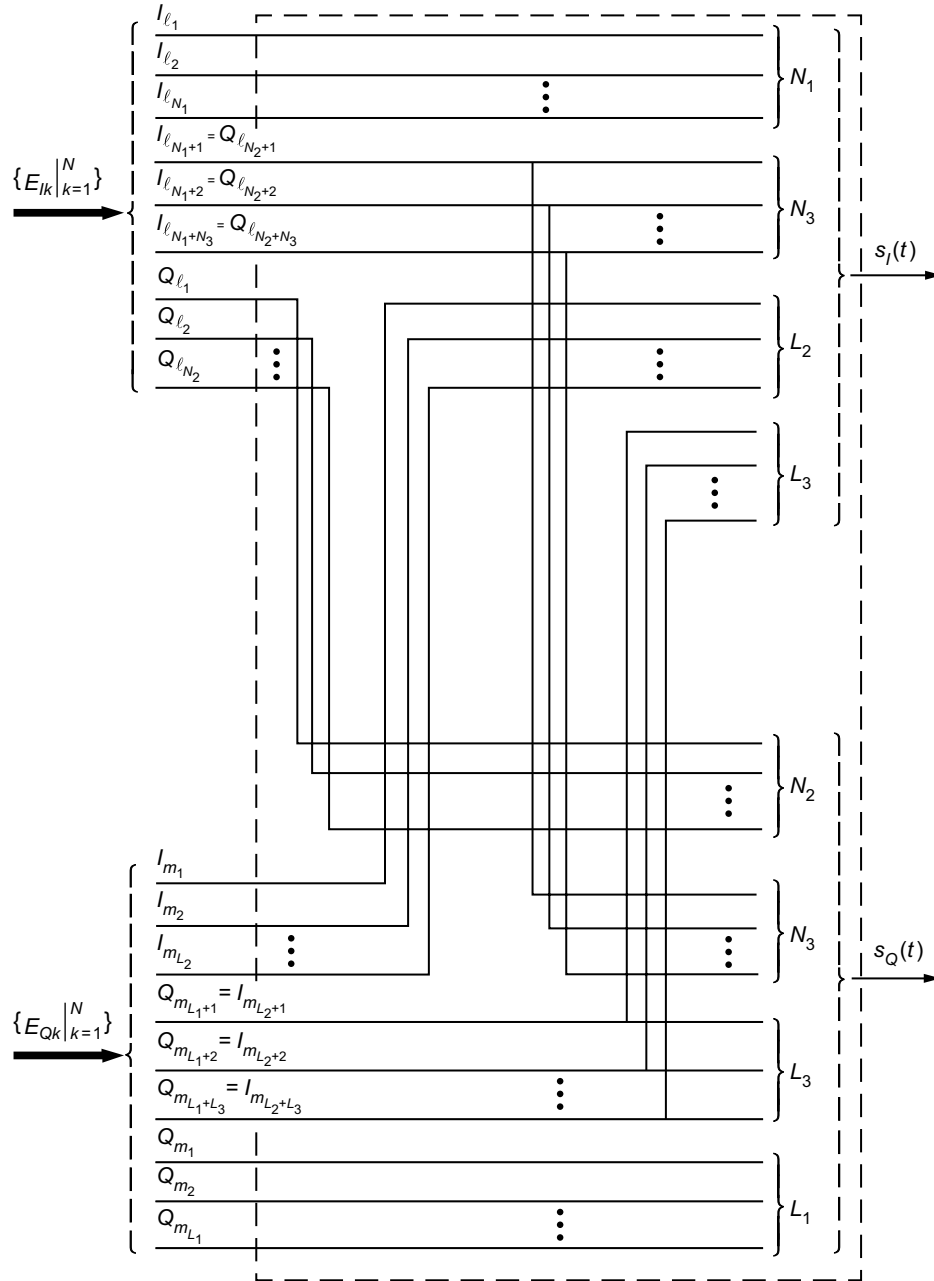 I_{ℓ_1}
I_{ℓ_2}
N_1
I_{ℓ_{N_1}}
I_{ℓ_{N_1+1}} = Q_{ℓ_{N_2+1}}
{E_{Ik}|_{k=1}^{N}}
I_{ℓ_{N_1+2}} = Q_{ℓ_{N_2+2}}
N_3
I_{ℓ_{N_1+N_3}} = Q_{ℓ_{N_2+N_3}}
s_I(t)
Q_{ℓ_1}
Q_{ℓ_2}
L_2
Q_{ℓ_{N_2}}
L_3
N_2
I_{m_1}
I_{m_2}
N_3
I_{m_{L_2}}
s_Q(t)
Q_{m_{L_1+1}} = I_{m_{L_2+1}}
{E_{Qk}|_{k=1}^{N}}
Q_{m_{L_1+2}} = I_{m_{L_2+2}}
L_3
Q_{m_{L_1+L_3}} = I_{m_{L_2+L_3}}
Q_{m_1}
Q_{m_2}
L_1
Q_{m_{L_1}}